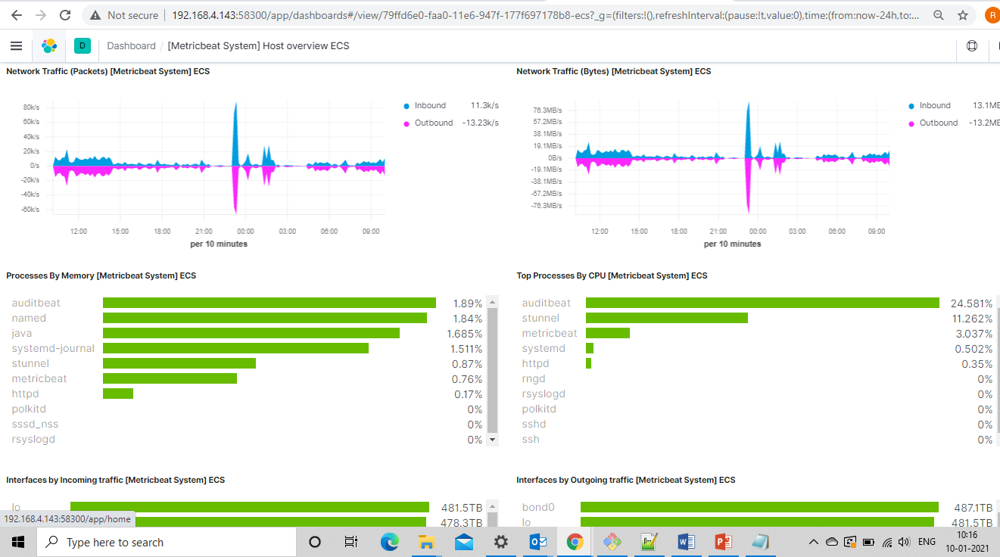 Not secure 192.168.4.143:58300/app/dashboards#/view/79ffd6e0-faa0-11e6-947f-177f697178b8-ecs?_g=(filters:!(),refreshInterval:(pause:!t,value:0),time:(from:now-24h,to:... R
D Dashboard / [Metricbeat System] Host overview ECS
Network Traffic (Packets) [Metricbeat System] ECS
80k/s
60k/s
40k/s
20k/s
0/s
-20k/s
-40k/s
-60k/s
12:00 15:00 18:00 21:00 00:00 03:00 06:00 09:00
per 10 minutes
Inbound 11.3k/s
Outbound -13.23k/s
Network Traffic (Bytes) [Metricbeat System] ECS
76.3MB/s
57.2MB/s
38.1MB/s
19.1MB/s
0B/s
-19.1MB/s
-38.1MB/s
-57.2MB/s
-76.3MB/s
12:00 15:00 18:00 21:00 00:00 03:00 06:00 09:00
per 10 minutes
Inbound 13.1ME
Outbound -13.2ME
Processes By Memory [Metricbeat System] ECS
auditbeat 1.89%
named 1.84%
java 1.685%
systemd-journal 1.511%
stunnel 0.87%
metricbeat 0.76%
httpd 0.17%
polkitd 0%
sssd_nss 0%
rsyslogd 0%
Top Processes By CPU [Metricbeat System] ECS
auditbeat 24.581%
stunnel 11.262%
metricbeat 3.037%
systemd 0.502%
httpd 0.35%
rngd 0%
rsyslogd 0%
polkitd 0%
sshd 0%
ssh 0%
Interfaces by Incoming traffic [Metricbeat System] ECS
lo 481.5TB
478.3TB
Interfaces by Outgoing traffic [Metricbeat System] ECS
bond0 487.1TB
lo 481.5TB
192.168.4.143:58300/app/home
Type here to search
ENG
10:16
10-01-2021